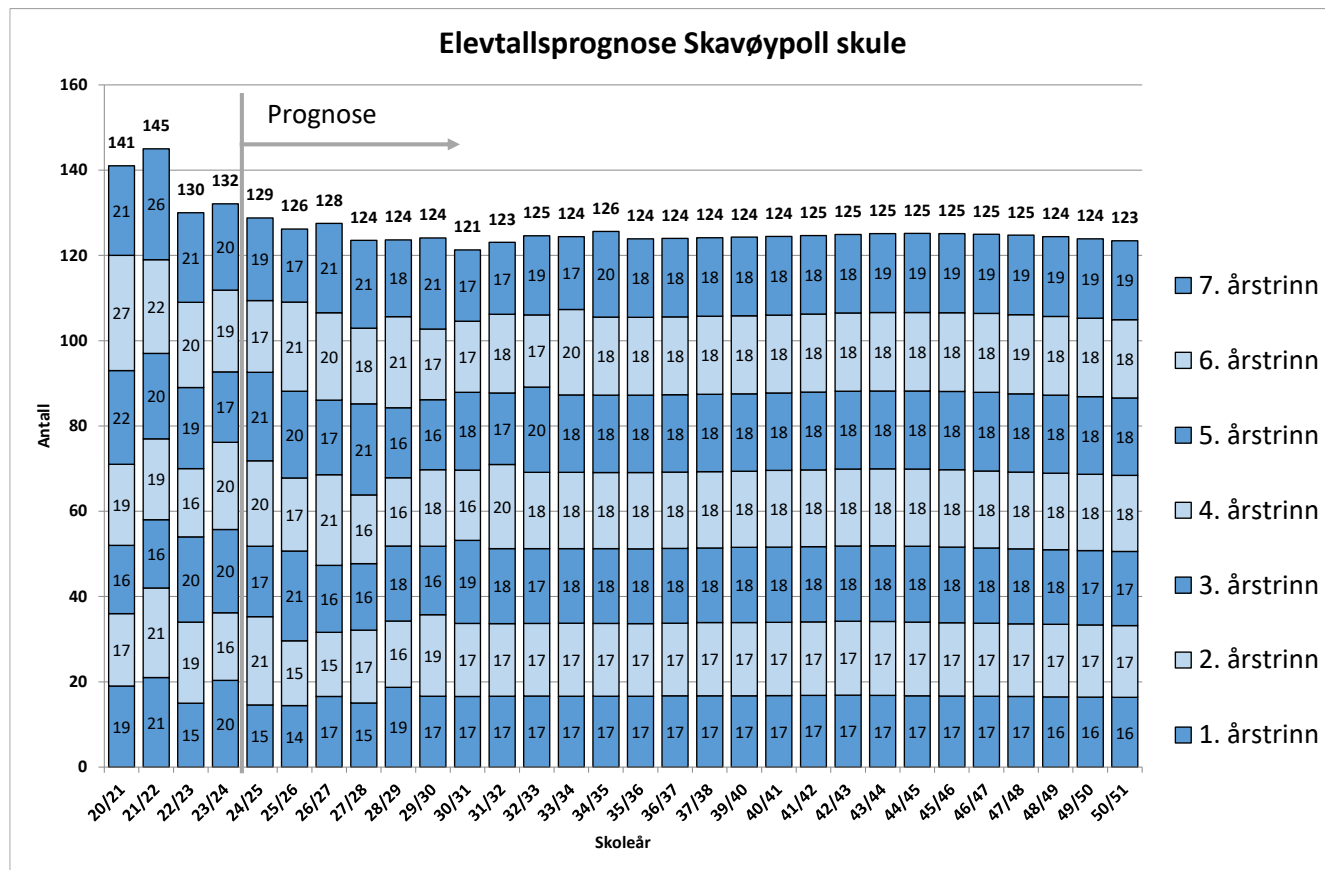 Elevtallsprognose Skavøypoll skule
Prognose
Antall
160
140
120
100
80
60
40
20
0
141 145 130 132 129 126 128 124 124 124 121 123 125 124 126 124 124 124 124 124 125 125 125 125 125 125 125 124 124 123
21 26 21 20 19 17 21 21 18 21 17 17 19 17 20 18 18 18 18 18 18 18 19 19 19 19 19 19 19 19
27 22 20 19 17 21 20 18 21 17 17 18 17 20 18 18 18 18 18 18 18 18 18 18 18 18 19 18 18 18
22 20 19 17 21 20 17 21 16 16 18 17 20 18 18 18 18 18 18 18 18 18 18 18 18 18 18 18 18 18
19 19 16 20 20 17 21 16 16 18 16 20 18 18 18 18 18 18 18 18 18 18 18 18 18 18 18 18 18 18
16 16 20 20 17 21 16 16 18 16 19 18 17 18 18 18 18 18 18 18 18 18 18 18 18 18 18 18 17 17
17 21 19 16 21 15 15 17 16 19 17 17 17 17 17 17 17 17 17 17 17 17 17 17 17 17 17 17 17 17
19 21 15 20 15 14 17 15 19 17 17 17 17 17 17 17 17 17 17 17 17 17 17 17 17 17 17 16 16 16
20/21 21/22 22/23 23/24 24/25 25/26 26/27 27/28 28/29 29/30 30/31 31/32 32/33 33/34 34/35 35/36 36/37 37/38 39/40 40/41 41/42 42/43 43/44 44/45 45/46 46/47 47/48 48/49 49/50 50/51
Skoleår
7. årstrinn
6. årstrinn
5. årstrinn
4. årstrinn
3. årstrinn
2. årstrinn
1. årstrinn